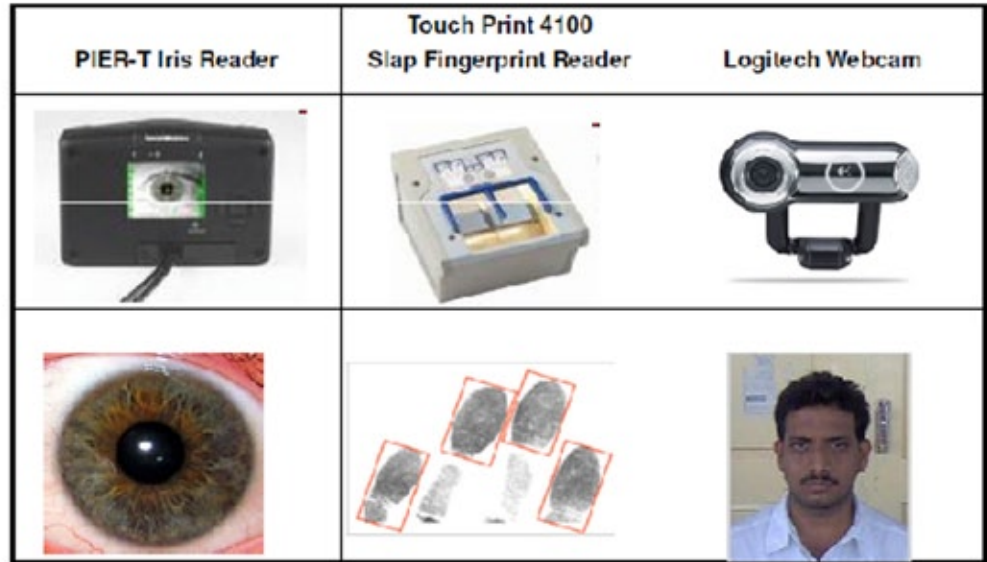 PIER-T Iris Reader
Touch Print 4100
Slap Fingerprint Reader
Logitech Webcam